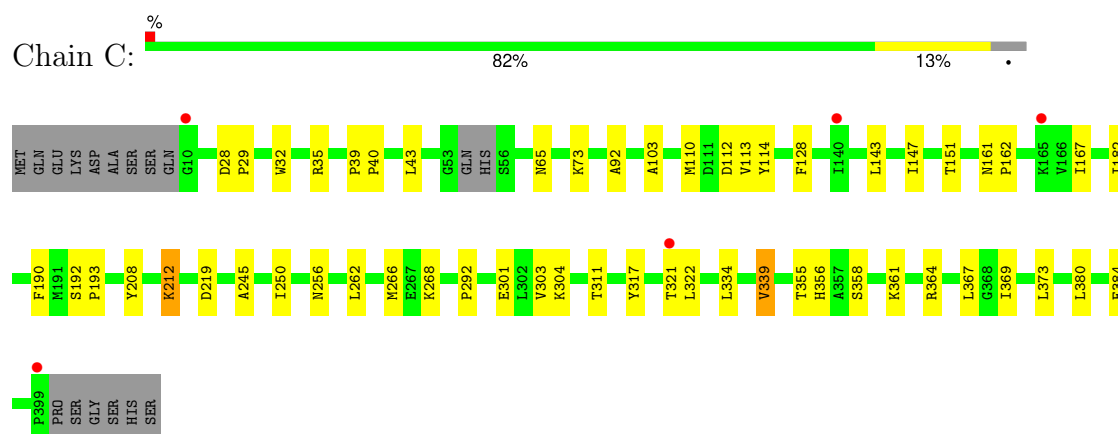 %
Chain C:
82% 13% •
MET GLN GLU LYS ASP ALA SER SER GLN G10 D28 P29 W32 R35 P39 P40 L43 G53 GLN HIS S56 N65 K73 A92 A103 M110 D111 D112 V113 Y114 F128 I140 L143 I147 T151 N161 P162 K165 V166 I167
F190 M191 S192 P193 Y208 K212 D219 A245 I250 N256 L262 M266 E267 K268 P292 E301 L302 V303 K304 T311 Y317 T321 L322 L334 V339 T355 H356 A357 S358 K361 R364 L367 G368 I369 L373 L380
P399 PRO SER GLY SER HIS SER